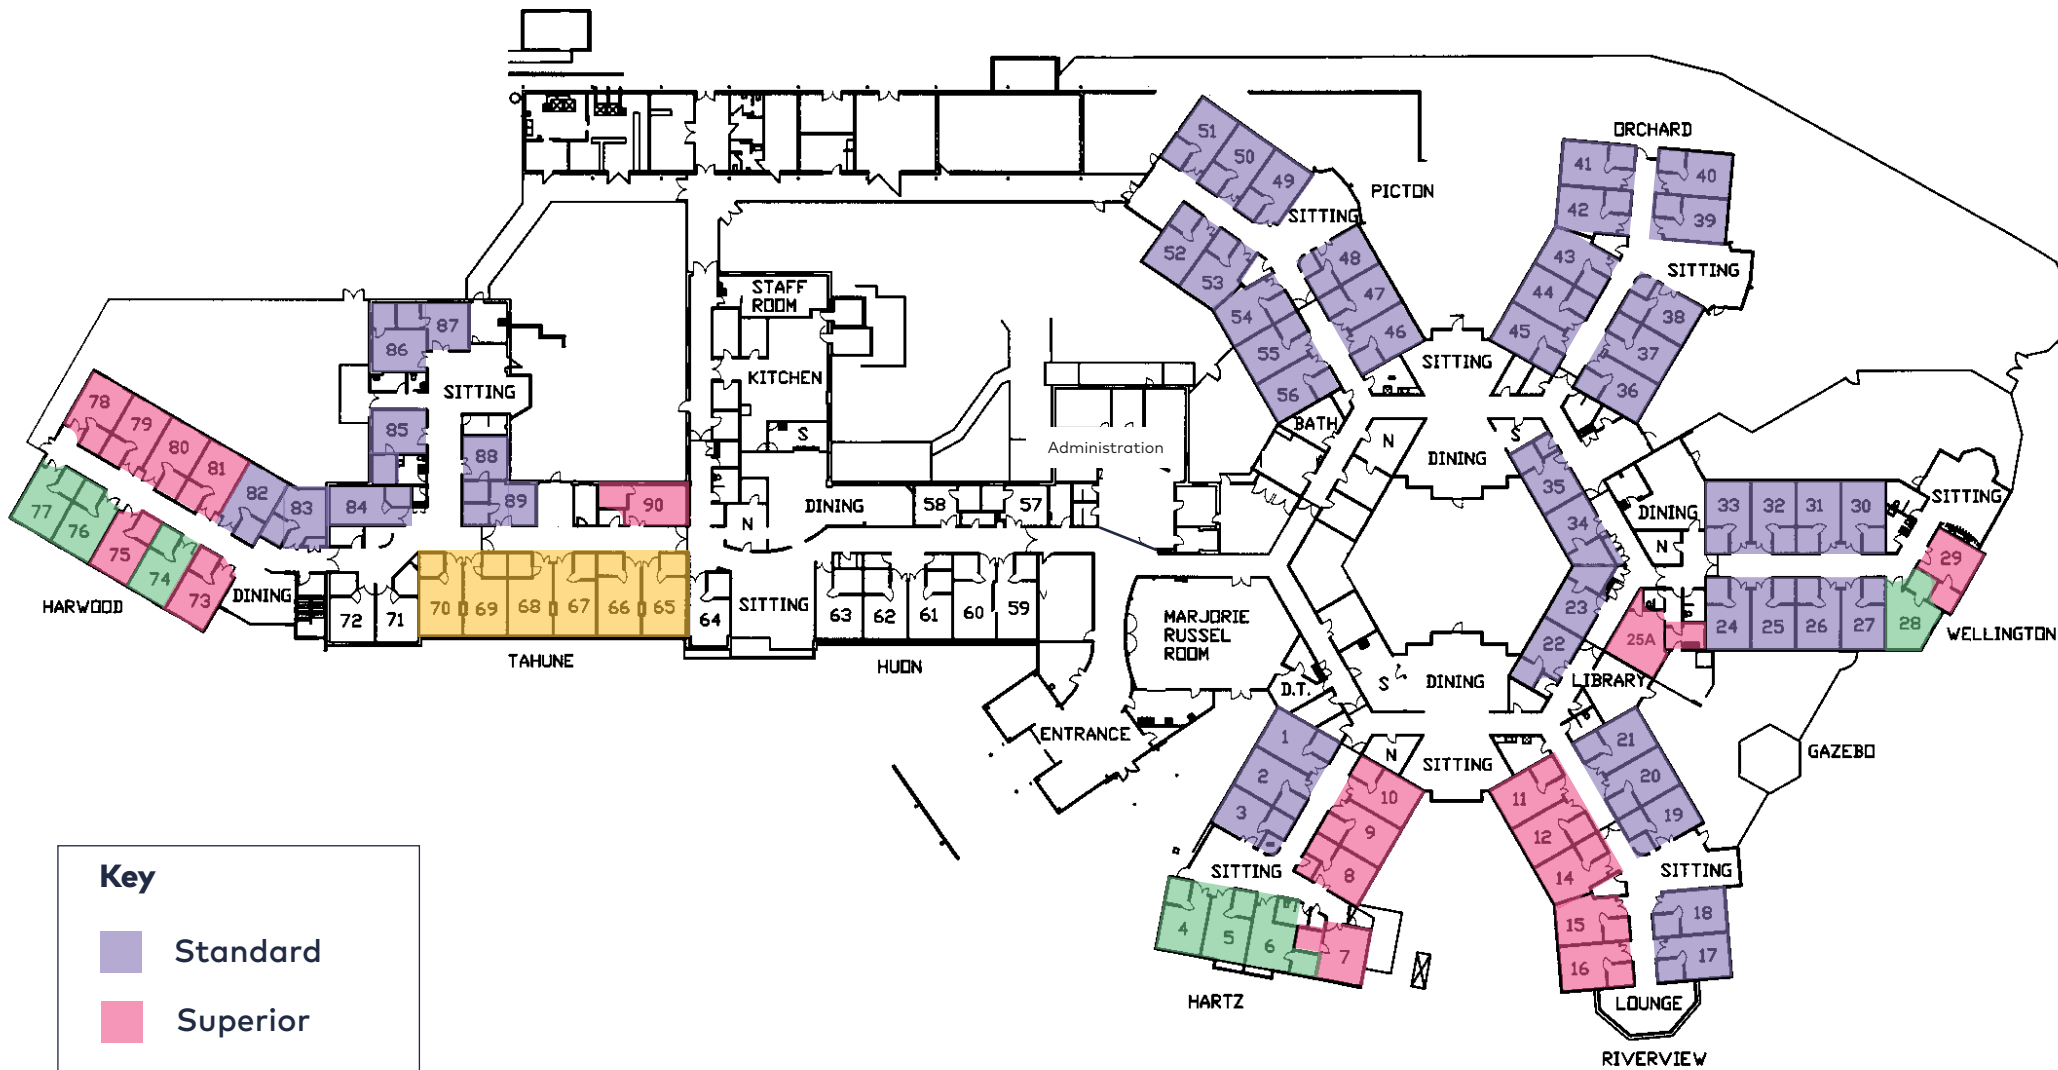 ORCHARD
51
50
49
SITTING
PICTON
41
40
42
39
52
53
48
47
46
54
55
56
43
44
45
SITTING
38
37
36
SITTING
STAFF
ROOM
87
86
SITTING
KITCHEN
S
85
88
89
78
79
80
81
82
83
84
90
77
76
75
74
73
HARWOOD
DINING
72
71
70
69
68
67
66
65
64
TAHUNE
N
DINING
58
57
SITTING
63
62
61
60
59
HUON
Administration
BATH
N
S
DINING
35
34
DINING
N
33
32
31
30
SITTING
29
28
WELLINGTON
24
25
26
27
25A
23
22
LIBRARY
MARJORIE
RUSSEL
ROOM
D.T.
S
DINING
ENTRANCE
N
SITTING
1
2
3
10
9
8
SITTING
4
5
6
7
HARTZ
11
12
14
15
16
21
20
19
SITTING
18
17
LOUNGE
RIVERVIEW
GAZEBO
Key
Standard
Superior